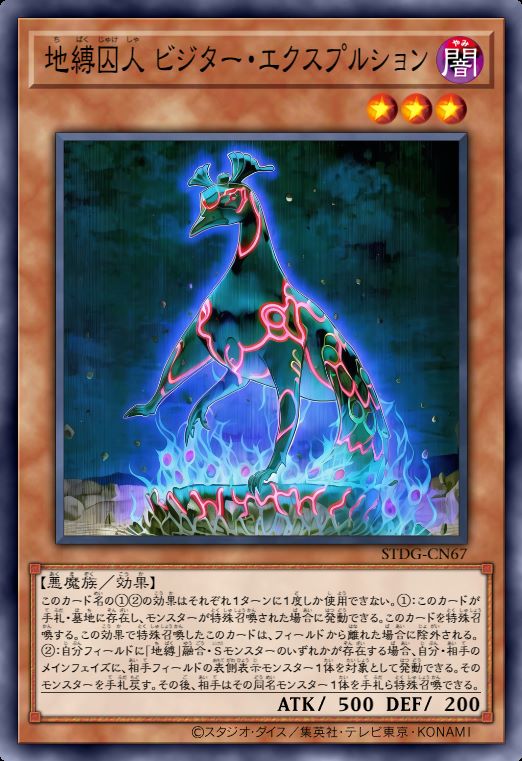 地縛囚人 ビジター・エクスプルション
闇
STDG-CN67
【悪魔族/効果】
このカード名の①②の効果はそれぞれ1ターンに1度しか使用できない。①:このカードが
手札・墓地に存在し、モンスターが特殊召喚された場合に発動できる。このカードを特殊召
喚する。この効果で特殊召喚したこのカードは、フィールドから離れた場合に除外される。
②:自分フィールドに「地縛」融合・Sモンスターのいずれかが存在する場合、自分・相手の
メインフェイズに、相手フィールドの表側表示モンスター1体を対象として発動できる。その
モンスターを手札戻す。その後、相手はその同名モンスター1体を手札ら特殊召喚できる。
ATK/ 500 DEF/ 200
©スタジオ・ダイス/集英社・テレビ東京・KONAMI